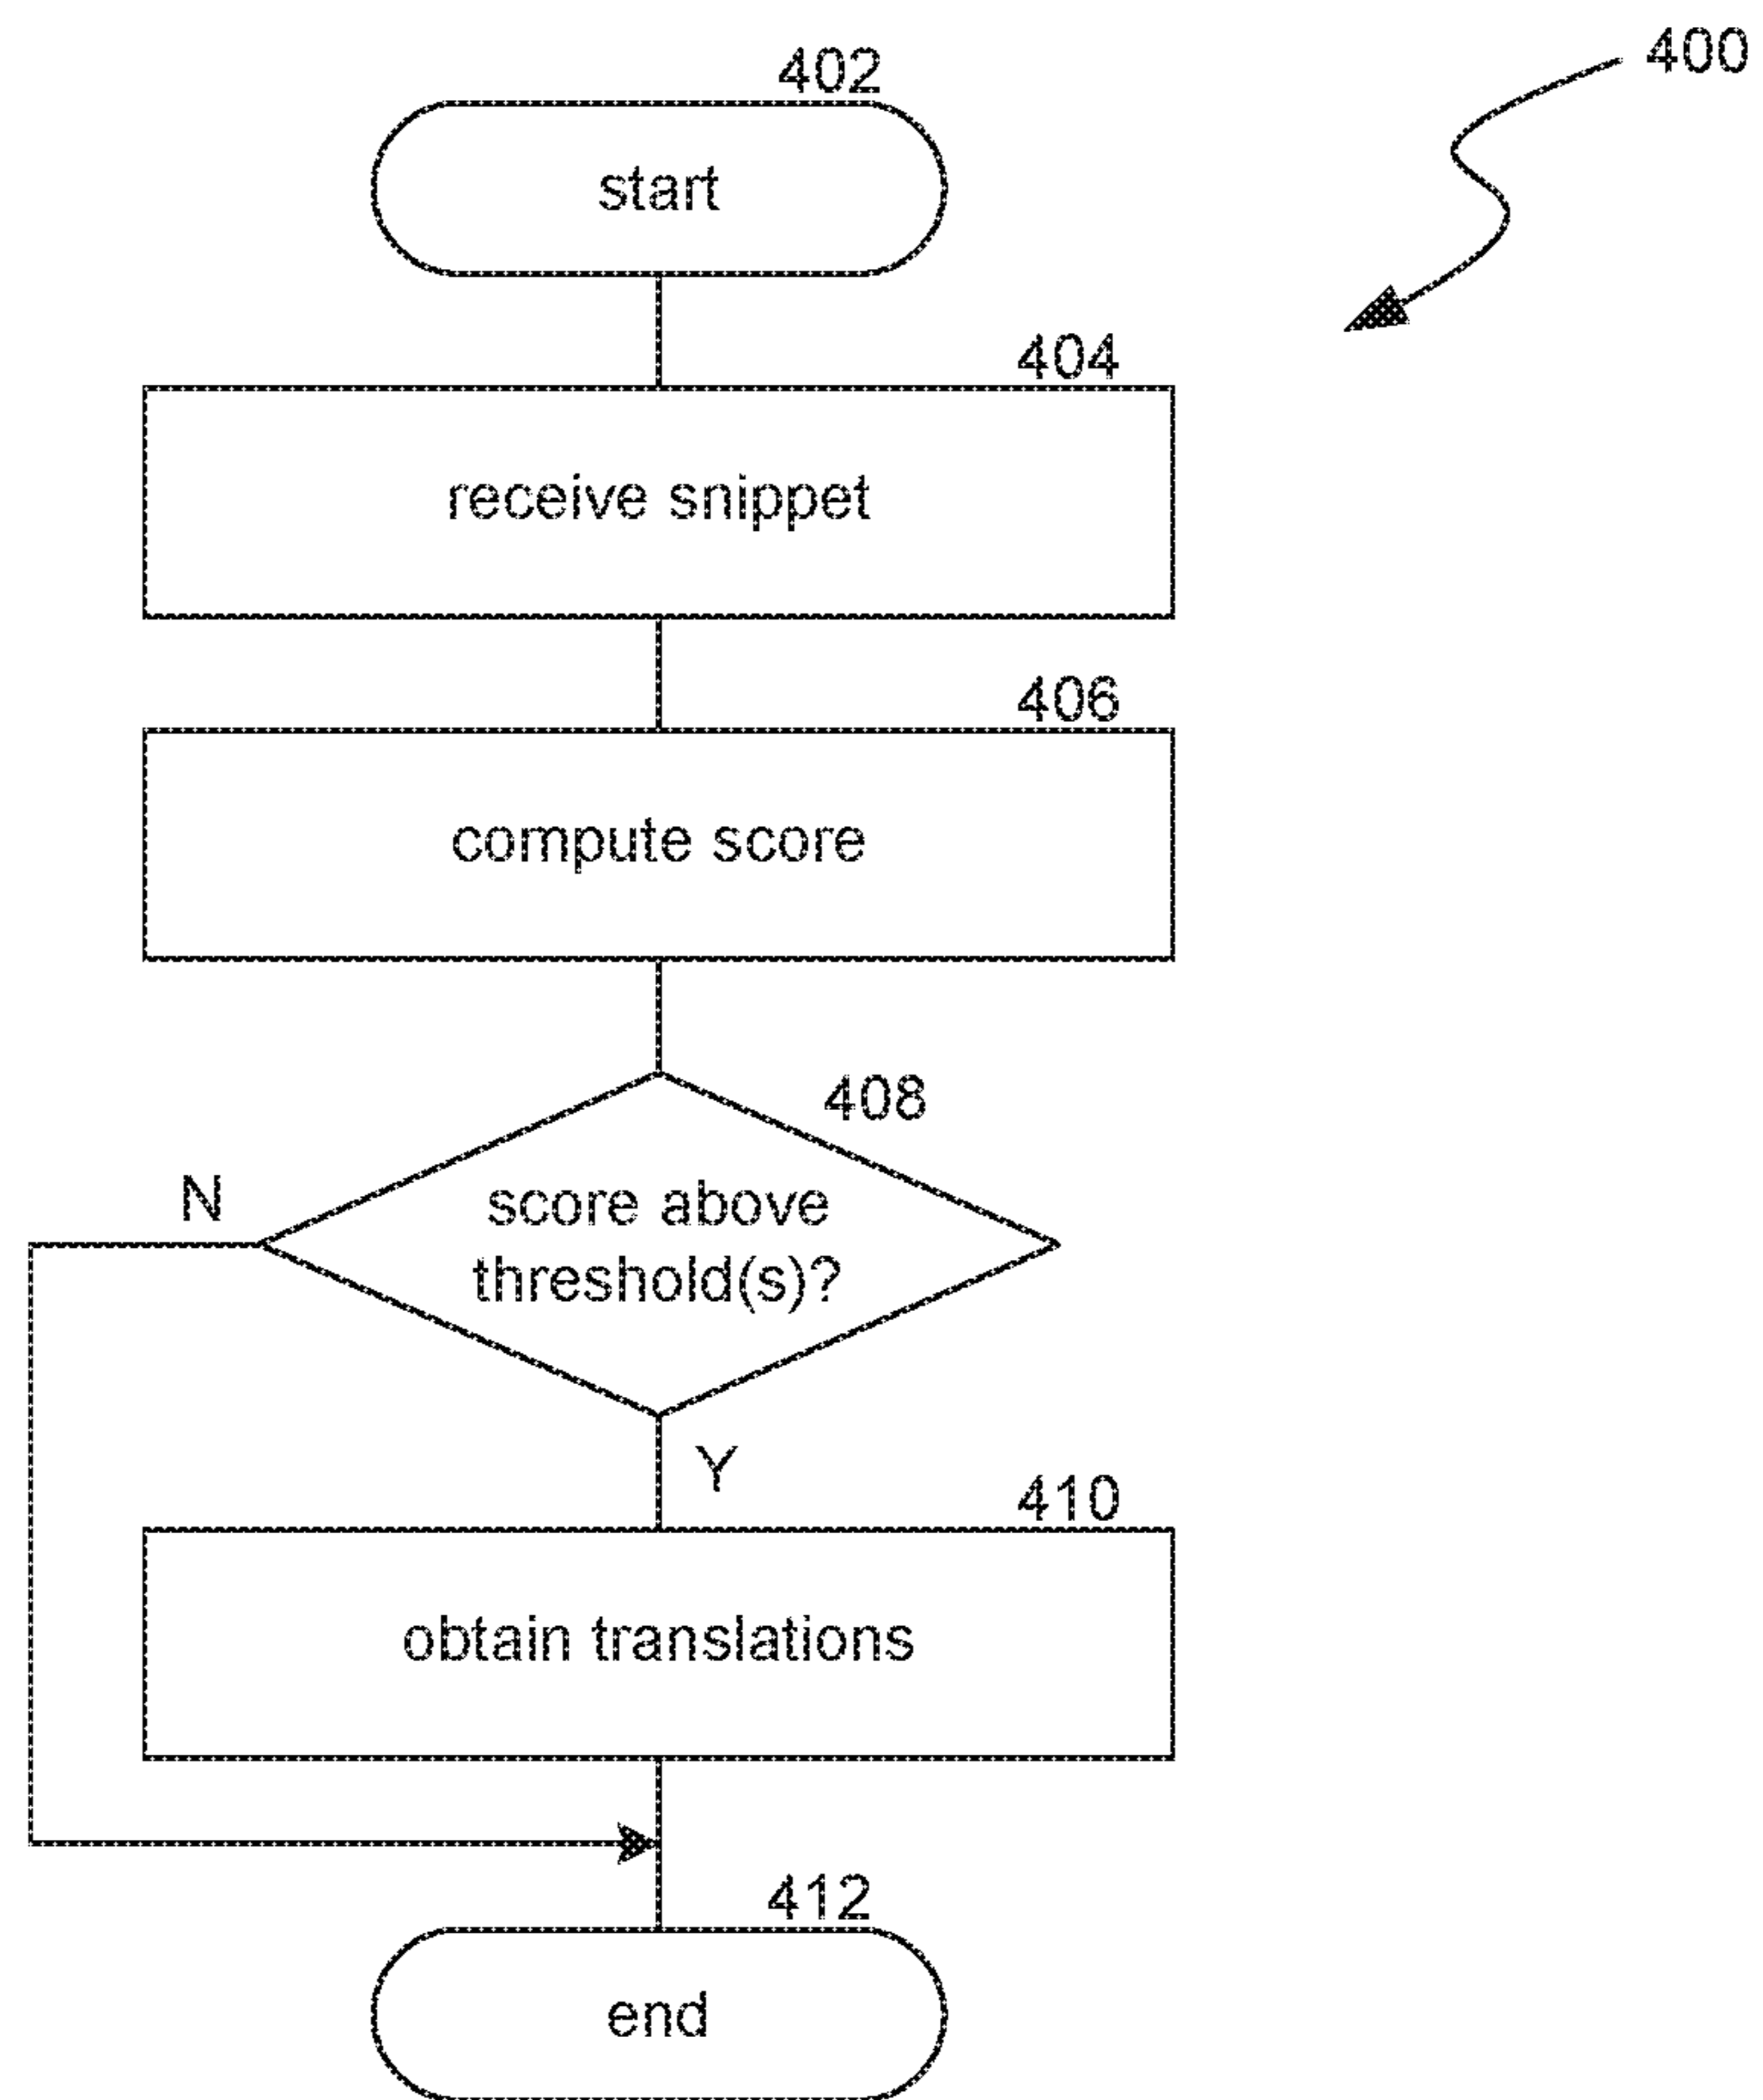 400
402
start
404
receive snippet
406
compute score
408
N
score above
threshold(s)?
Y
410
obtain translations
412
end